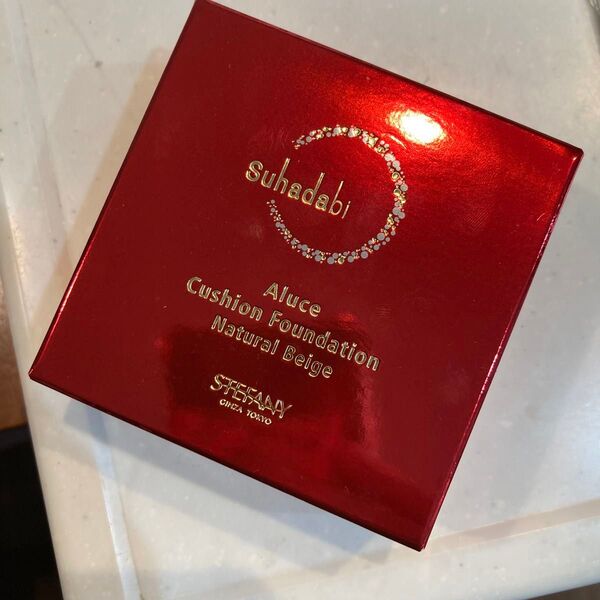 Suhadabi
Aluce
Cushion Foundation
Natural Beige
STEFANY
GINZA TOKYO